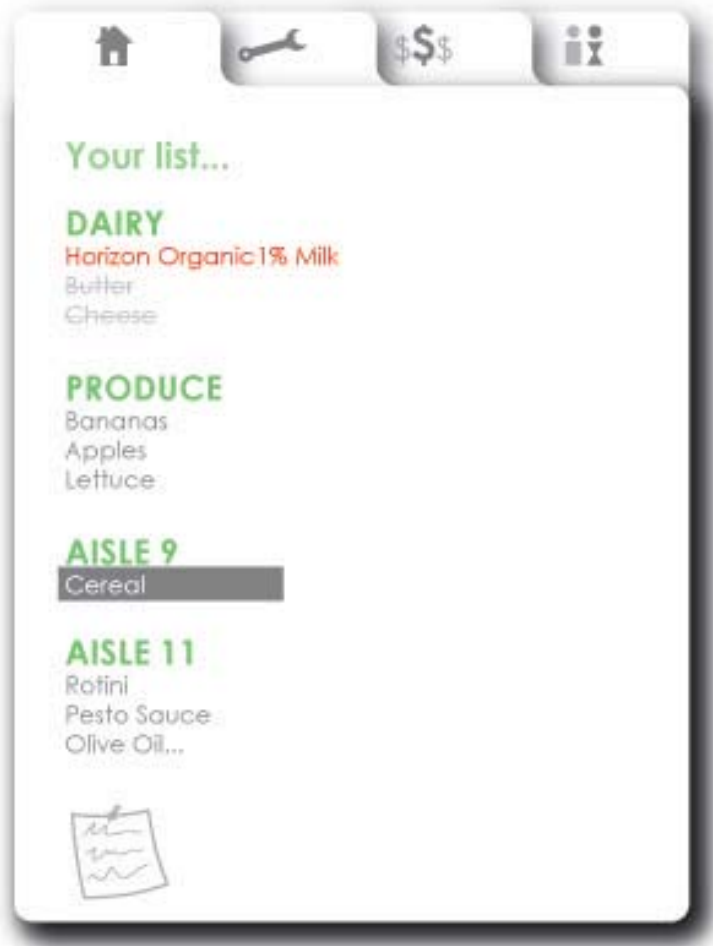 $$$
Your list...
DAIRY
Horizon Organic 1% Milk
Butter
Cheese
PRODUCE
Bananas
Apples
Lettuce
AISLE 9
Cereal
AISLE 11
Rotini
Pesto Sauce
Olive Oil...